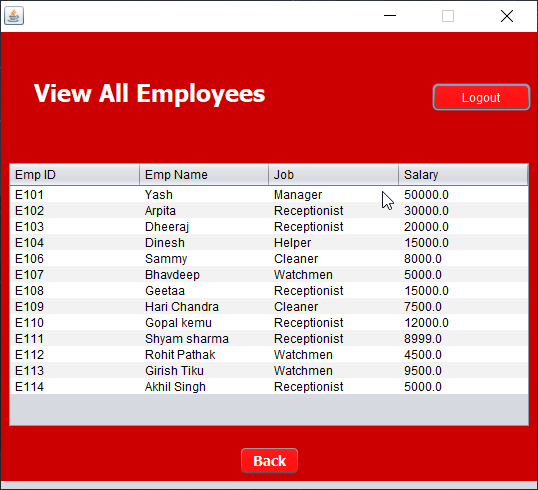 View All Employees
Logout
Emp ID Emp Name Job Salary
E101 Yash Manager 50000.0
E102 Arpita Receptionist 30000.0
E103 Dheeraj Receptionist 20000.0
E104 Dinesh Helper 15000.0
E106 Sammy Cleaner 8000.0
E107 Bhavdeep Watchmen 5000.0
E108 Geetaa Receptionist 15000.0
E109 Hari Chandra Cleaner 7500.0
E110 Gopal kemu Receptionist 12000.0
E111 Shyam sharma Receptionist 8999.0
E112 Rohit Pathak Watchmen 4500.0
E113 Girish Tiku Watchmen 9500.0
E114 Akhil Singh Receptionist 5000.0
Back